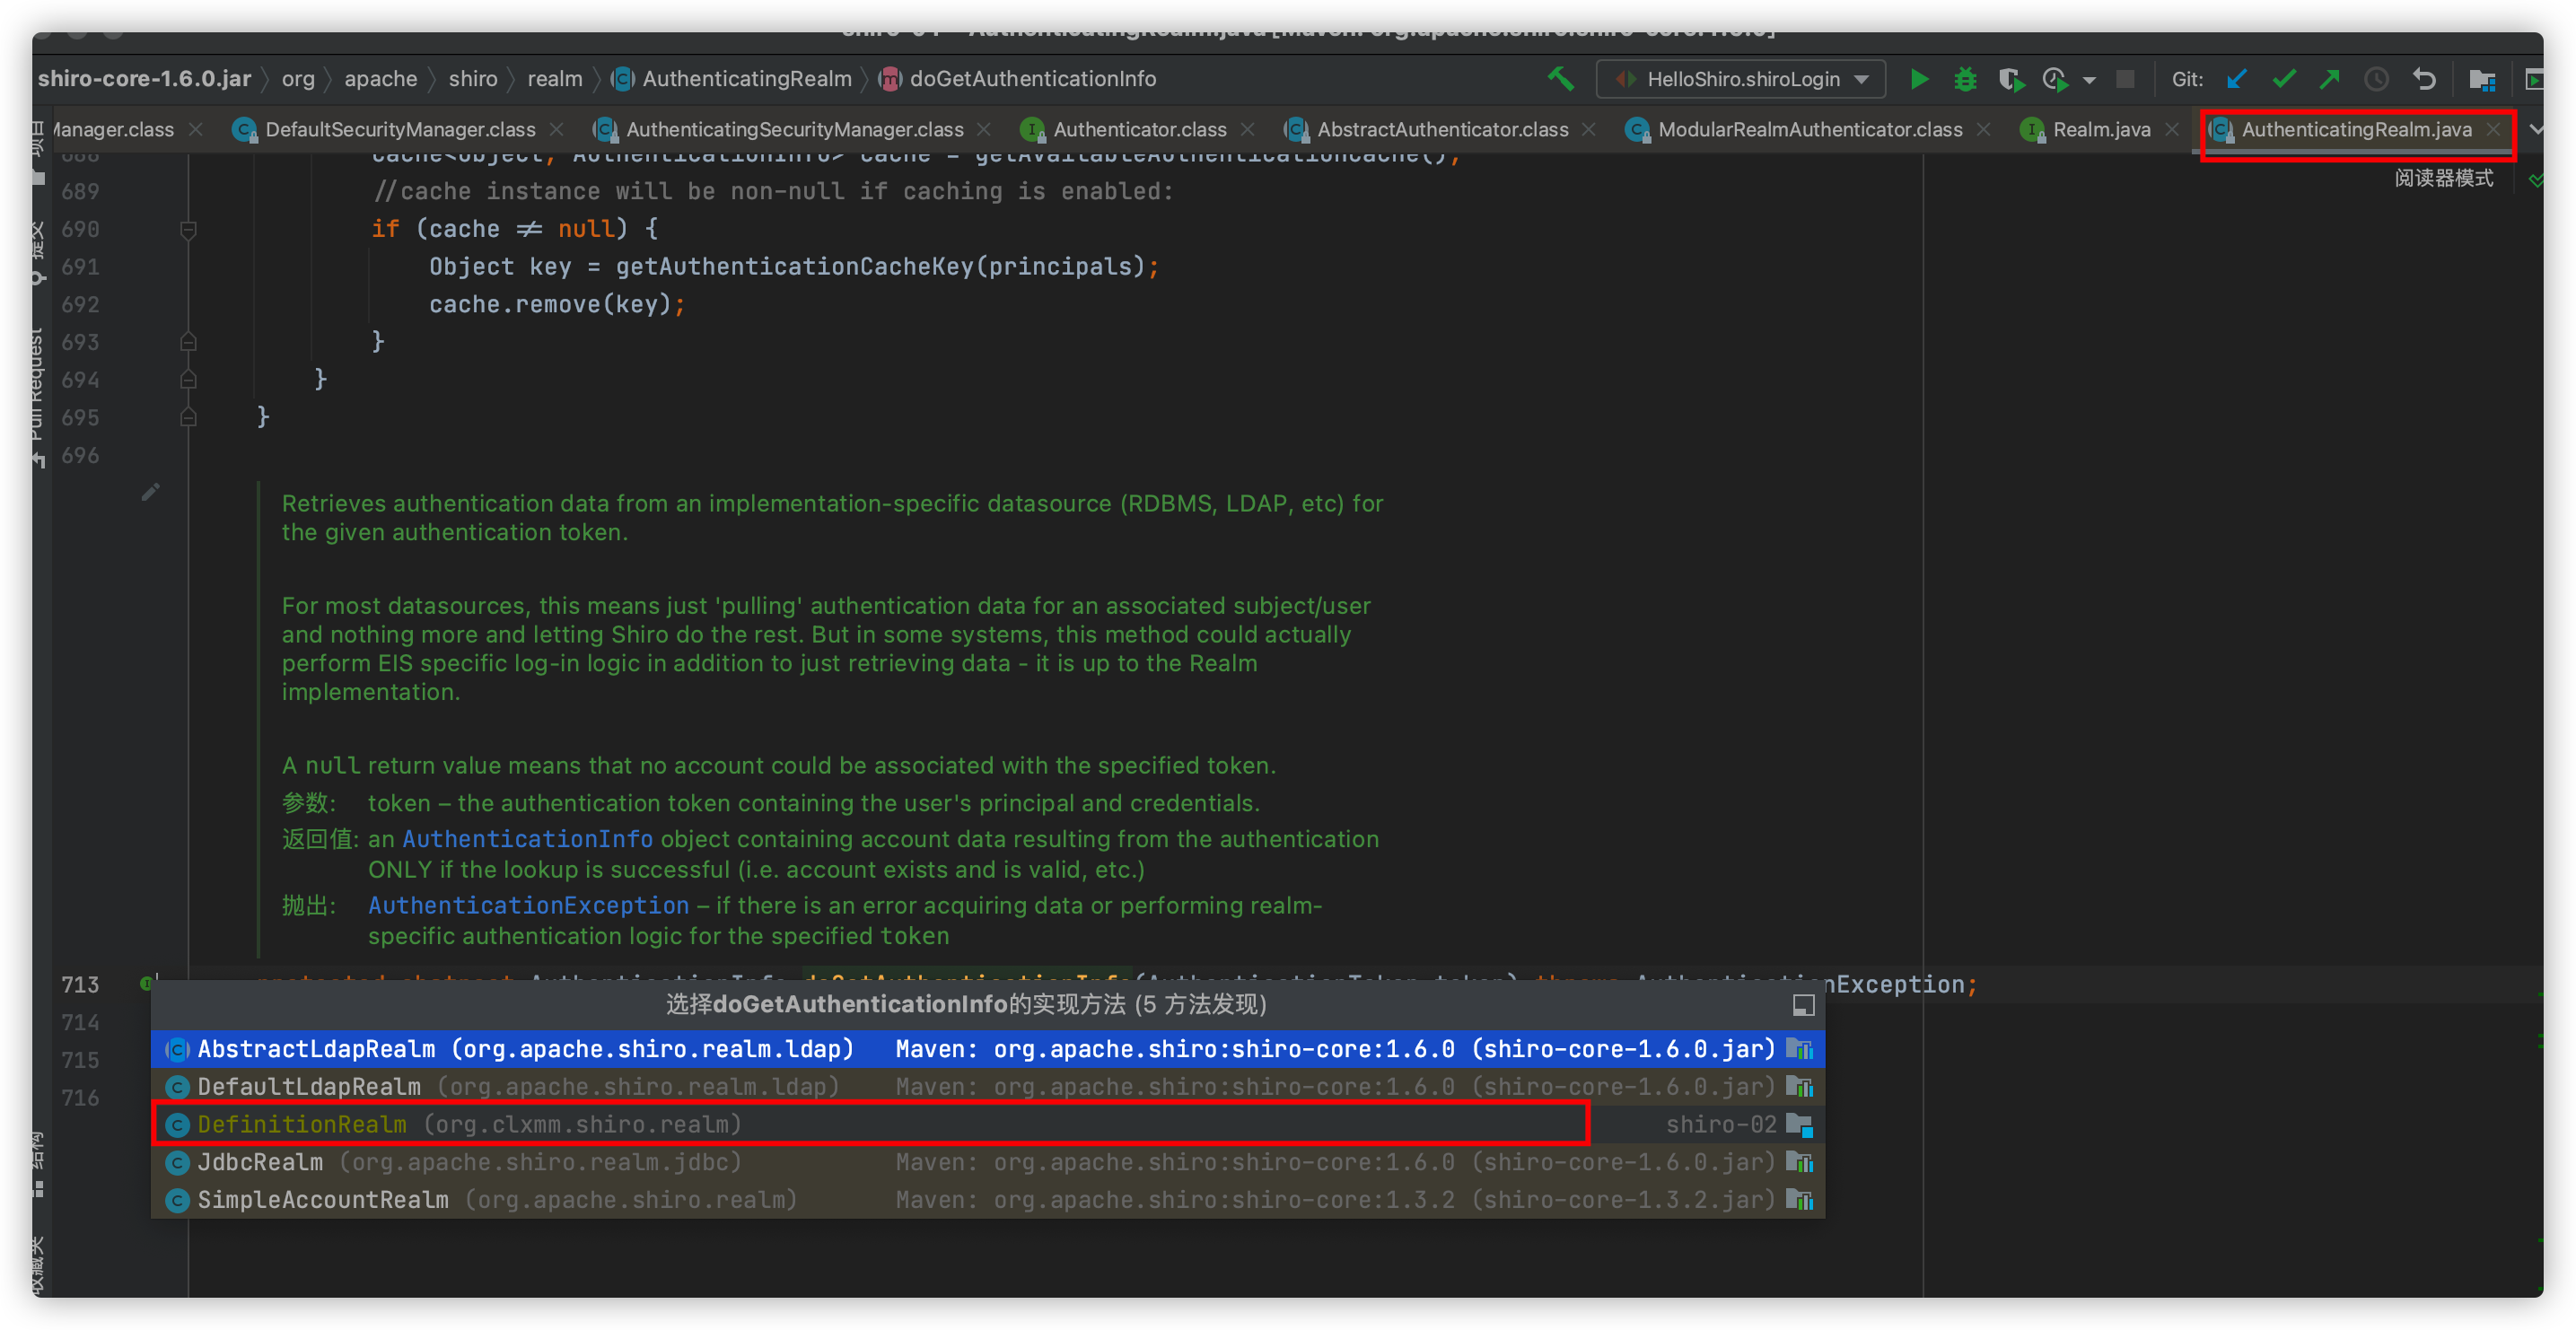 shiro-core-1.6.0.jar org apache shiro realm AuthenticatingRealm doGetAuthenticationInfo HelloShiro.shiroLogin Git:
Manager.class DefaultSecurityManager.class AuthenticatingSecurityManager.class Authenticator.class AbstractAuthenticator.class ModularRealmAuthenticator.class Realm.java AuthenticatingRealm.java
阅读器模式
项目
提交
Pull Request
结构
收藏夹
688 Cache<Object, AuthenticationInfo> cache = getAvailableAuthenticationCache();
689 //cache instance will be non-null if caching is enabled:
690 if (cache ≠ null) {
691 Object key = getAuthenticationCacheKey(principals);
692 cache.remove(key);
693 }
694 }
695 }
696
Retrieves authentication data from an implementation-specific datasource (RDBMS, LDAP, etc) for
the given authentication token.
For most datasources, this means just 'pulling' authentication data for an associated subject/user
and nothing more and letting Shiro do the rest. But in some systems, this method could actually
perform EIS specific log-in logic in addition to just retrieving data - it is up to the Realm
implementation.
A null return value means that no account could be associated with the specified token.
参数: token – the authentication token containing the user's principal and credentials.
返回值: an AuthenticationInfo object containing account data resulting from the authentication
ONLY if the lookup is successful (i.e. account exists and is valid, etc.)
抛出: AuthenticationException – if there is an error acquiring data or performing realm-
specific authentication logic for the specified token
713 protected abstract AuthenticationInfo doGetAuthenticationInfo(AuthenticationToken token) throws AuthenticationException;
选择doGetAuthenticationInfo的实现方法 (5 方法发现)
714
AbstractLdapRealm (org.apache.shiro.realm.ldap) Maven: org.apache.shiro:shiro-core:1.6.0 (shiro-core-1.6.0.jar)
715
DefaultLdapRealm (org.apache.shiro.realm.ldap) Maven: org.apache.shiro:shiro-core:1.6.0 (shiro-core-1.6.0.jar)
716
DefinitionRealm (org.clxmm.shiro.realm) shiro-02
JdbcRealm (org.apache.shiro.realm.jdbc) Maven: org.apache.shiro:shiro-core:1.6.0 (shiro-core-1.6.0.jar)
SimpleAccountRealm (org.apache.shiro.realm) Maven: org.apache.shiro:shiro-core:1.3.2 (shiro-core-1.3.2.jar)